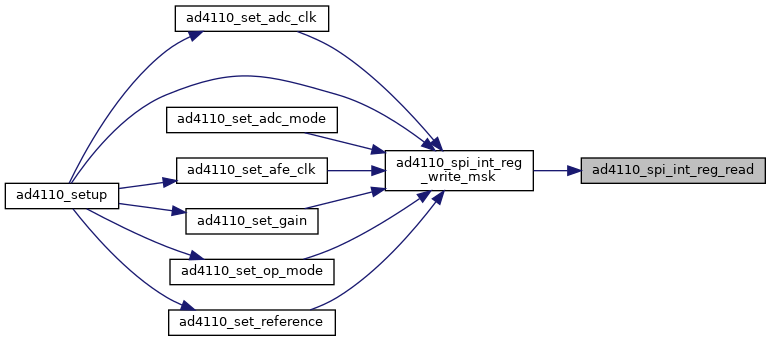 ad4110_set_adc_clk
ad4110_set_adc_mode
ad4110_set_afe_clk
ad4110_setup
ad4110_set_gain
ad4110_set_op_mode
ad4110_set_reference
ad4110_spi_int_reg
_write_msk
ad4110_spi_int_reg_read